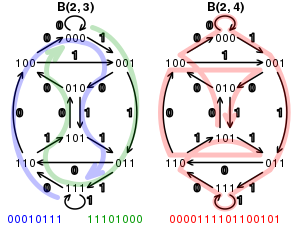 B(2, 3) B(2, 4)
0 0
0 000 1 0 000 1
1 1
100 001 100 001
0 010 0 0 010 0
0 0 1 1 0 0 1 1
1 101 1 1 101 1
110 011 110 011
0 0
0 111 1 0 111 1
1 1
00010111 11101000 0000111101100101